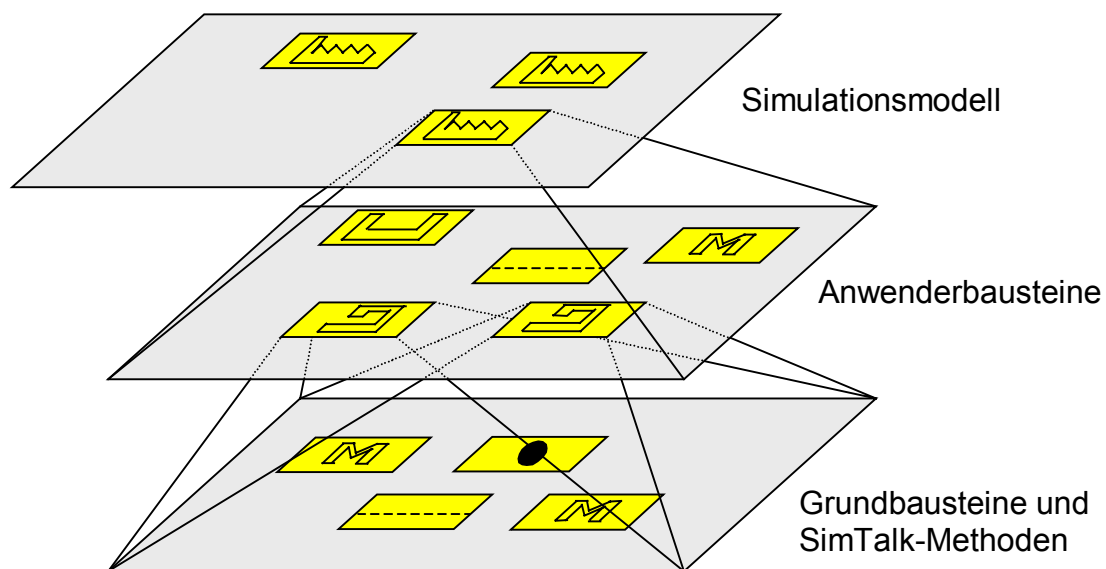 Simulationsmodell
M
Anwenderbausteine
M
M
Grundbausteine und
SimTalk-Methoden